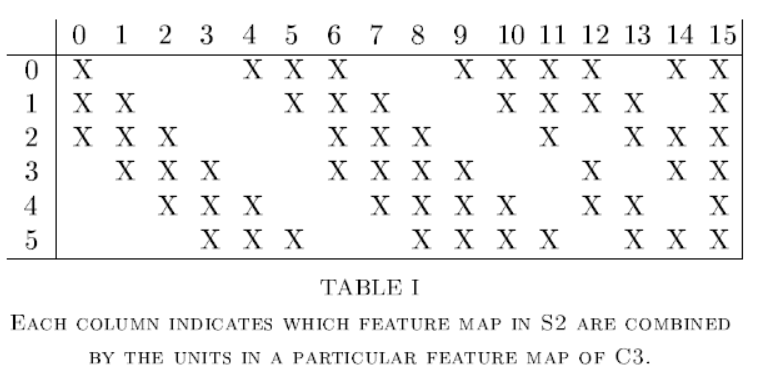 0 1 2 3 4 5 6 7 8 9 10 11 12 13 14 15
0 X X X X X X X X X X
1 X X X X X X X X X X
2 X X X X X X X X X X
3 X X X X X X X X X X
4 X X X X X X X X X X
5 X X X X X X X X X X
TABLE I
EACH COLUMN INDICATES WHICH FEATURE MAP IN S2 ARE COMBINED
BY THE UNITS IN A PARTICULAR FEATURE MAP OF C3.